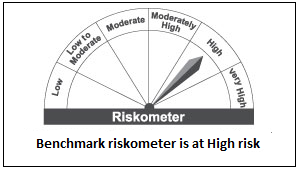 Low
Low to
Moderate
Moderate
Moderately
High
High
very High
Riskometer
Benchmark riskometer is at High risk